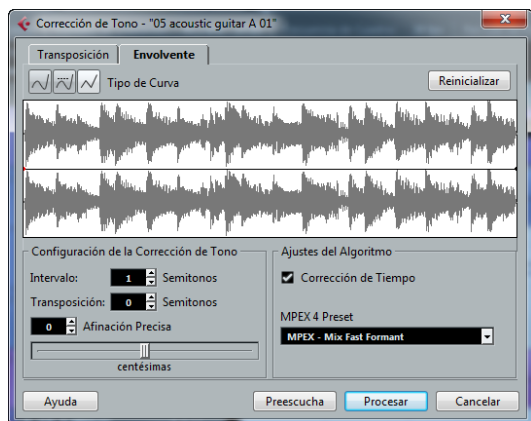 Corrección de Tono - "05 acoustic guitar A 01"
Transposición Envolvente
Tipo de Curva Reinicializar
Configuración de la Corrección de Tono
Intervalo: 1 Semitonos
Transposición: 0 Semitonos
0 Afinación Precisa
centésimas
Ajustes del Algoritmo
Corrección de Tiempo
MPEX 4 Preset
MPEX - Mix Fast Formant
Ayuda Preescucha Procesar Cancelar